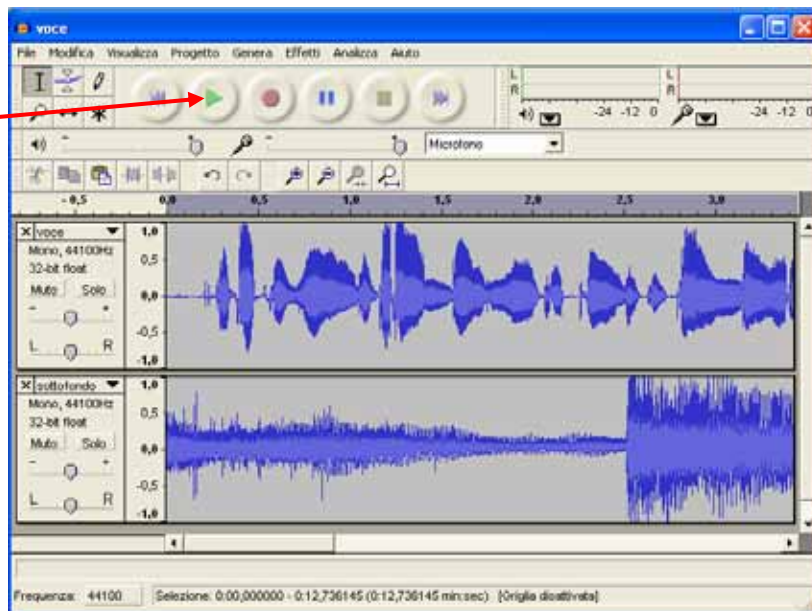 voce
File Modifica Visualizza Progetto Genera Effetti Analizza Aiuto
L
R
-24 -12 0
L
R
-24 -12 0
Microfono
- 0,5 0,0 0,5 1,0 1,5 2,0 2,5 3,0
X voce
Mono, 44100Hz
32-bit float
Muto Solo
- +
L R
1,0
0,5
0,0
-0,5
-1,0
X sottofondo
Mono, 44100Hz
32-bit float
Muto Solo
- +
L R
1,0
0,5
0,0
-0,5
-1,0
Frequenza: 44100 Selezione: 0:00,000000 - 0:12,736145 (0:12,736145 min:sec) [Griglia disattivata]